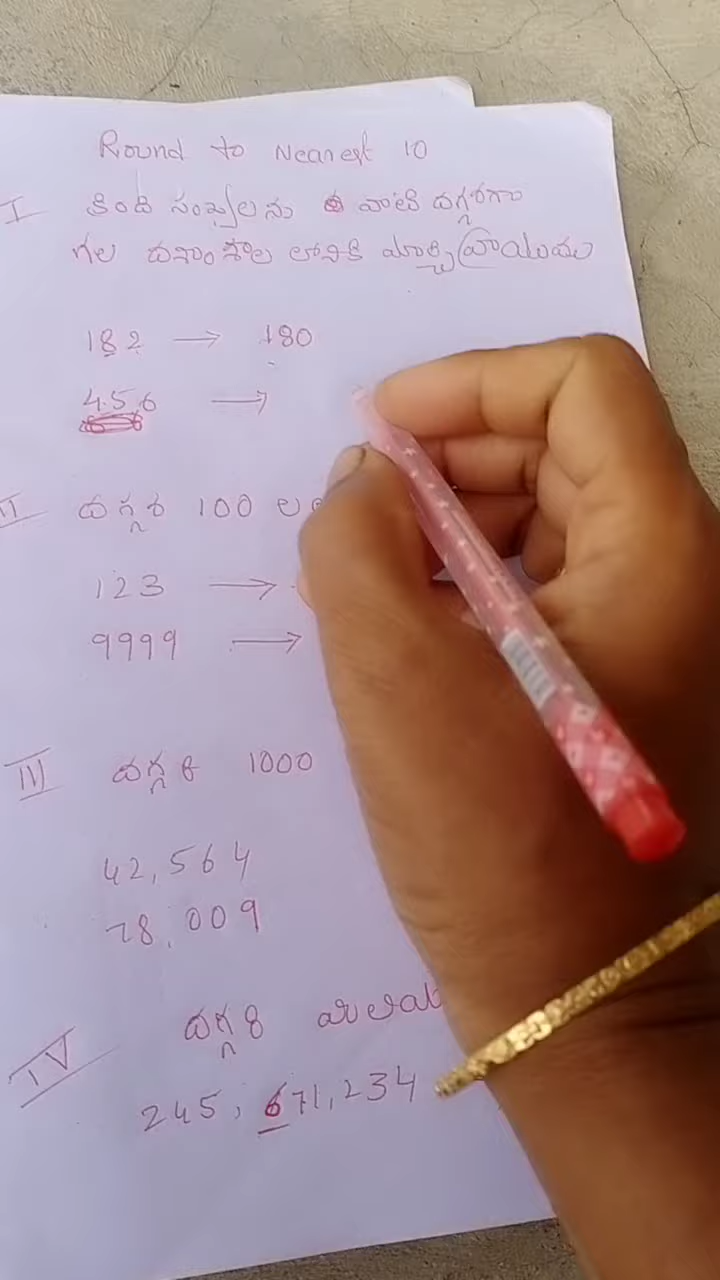 Round to Nearest 10
I కింది సంఖ్యలను వాటి దగ్గరగా
గల దశాంశాల లోనికి మార్చి వ్రాయుము
182 → 180
456 →
II దగ్గర 100 లల
123 →
9999 →
III దగ్గర 1000
42,564
78,009
IV దగ్గర
245,671,234